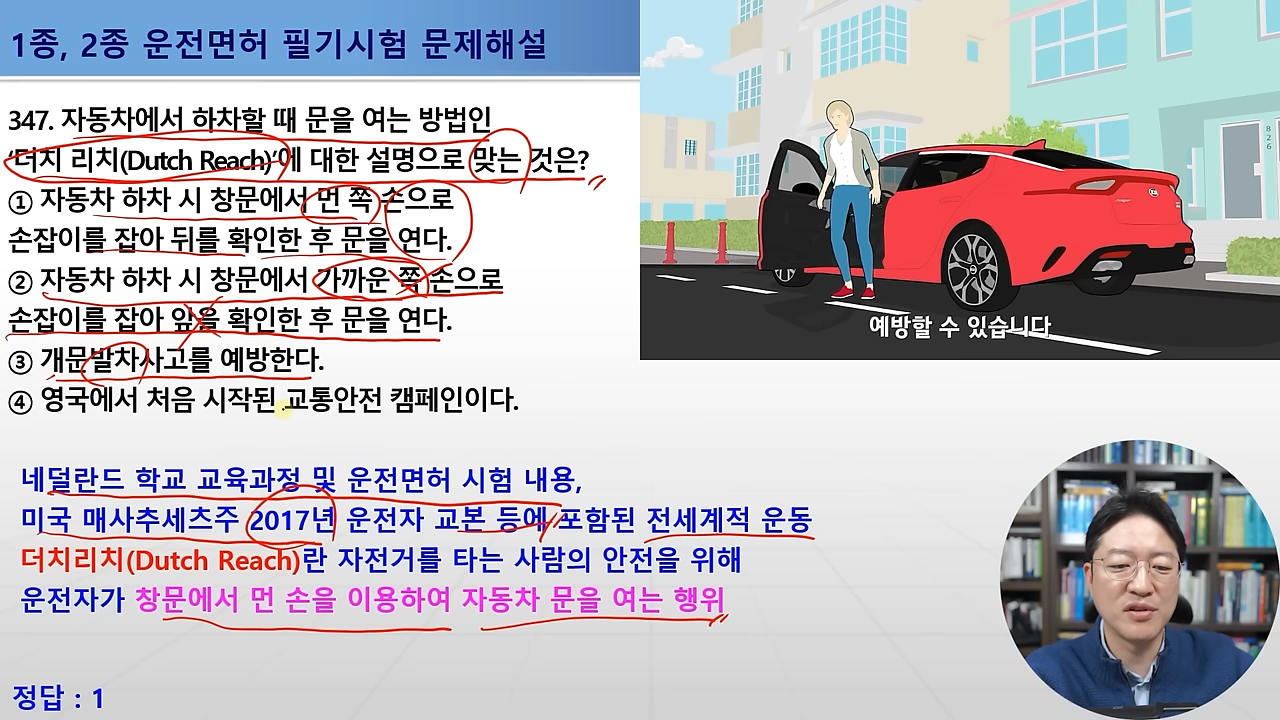 1종, 2종 운전면허 필기시험 문제해설
347. 자동차에서 하차할 때 문을 여는 방법인
'더치 리치(Dutch Reach)'에 대한 설명으로 맞는 것은?
① 자동차 하차 시 창문에서 먼 쪽 손으로
손잡이를 잡아 뒤를 확인한 후 문을 연다.
② 자동차 하차 시 창문에서 가까운 쪽 손으로
손잡이를 잡아 앞을 확인한 후 문을 연다.
③ 개문발차사고를 예방한다.
④ 영국에서 처음 시작된 교통안전 캠페인이다.
826
예방할 수 있습니다
네덜란드 학교 교육과정 및 운전면허 시험 내용,
미국 매사추세츠주 2017년 운전자 교본 등에 포함된 전세계적 운동
더치리치(Dutch Reach)란 자전거를 타는 사람의 안전을 위해
운전자가 창문에서 먼 손을 이용하여 자동차 문을 여는 행위
정답 : 1